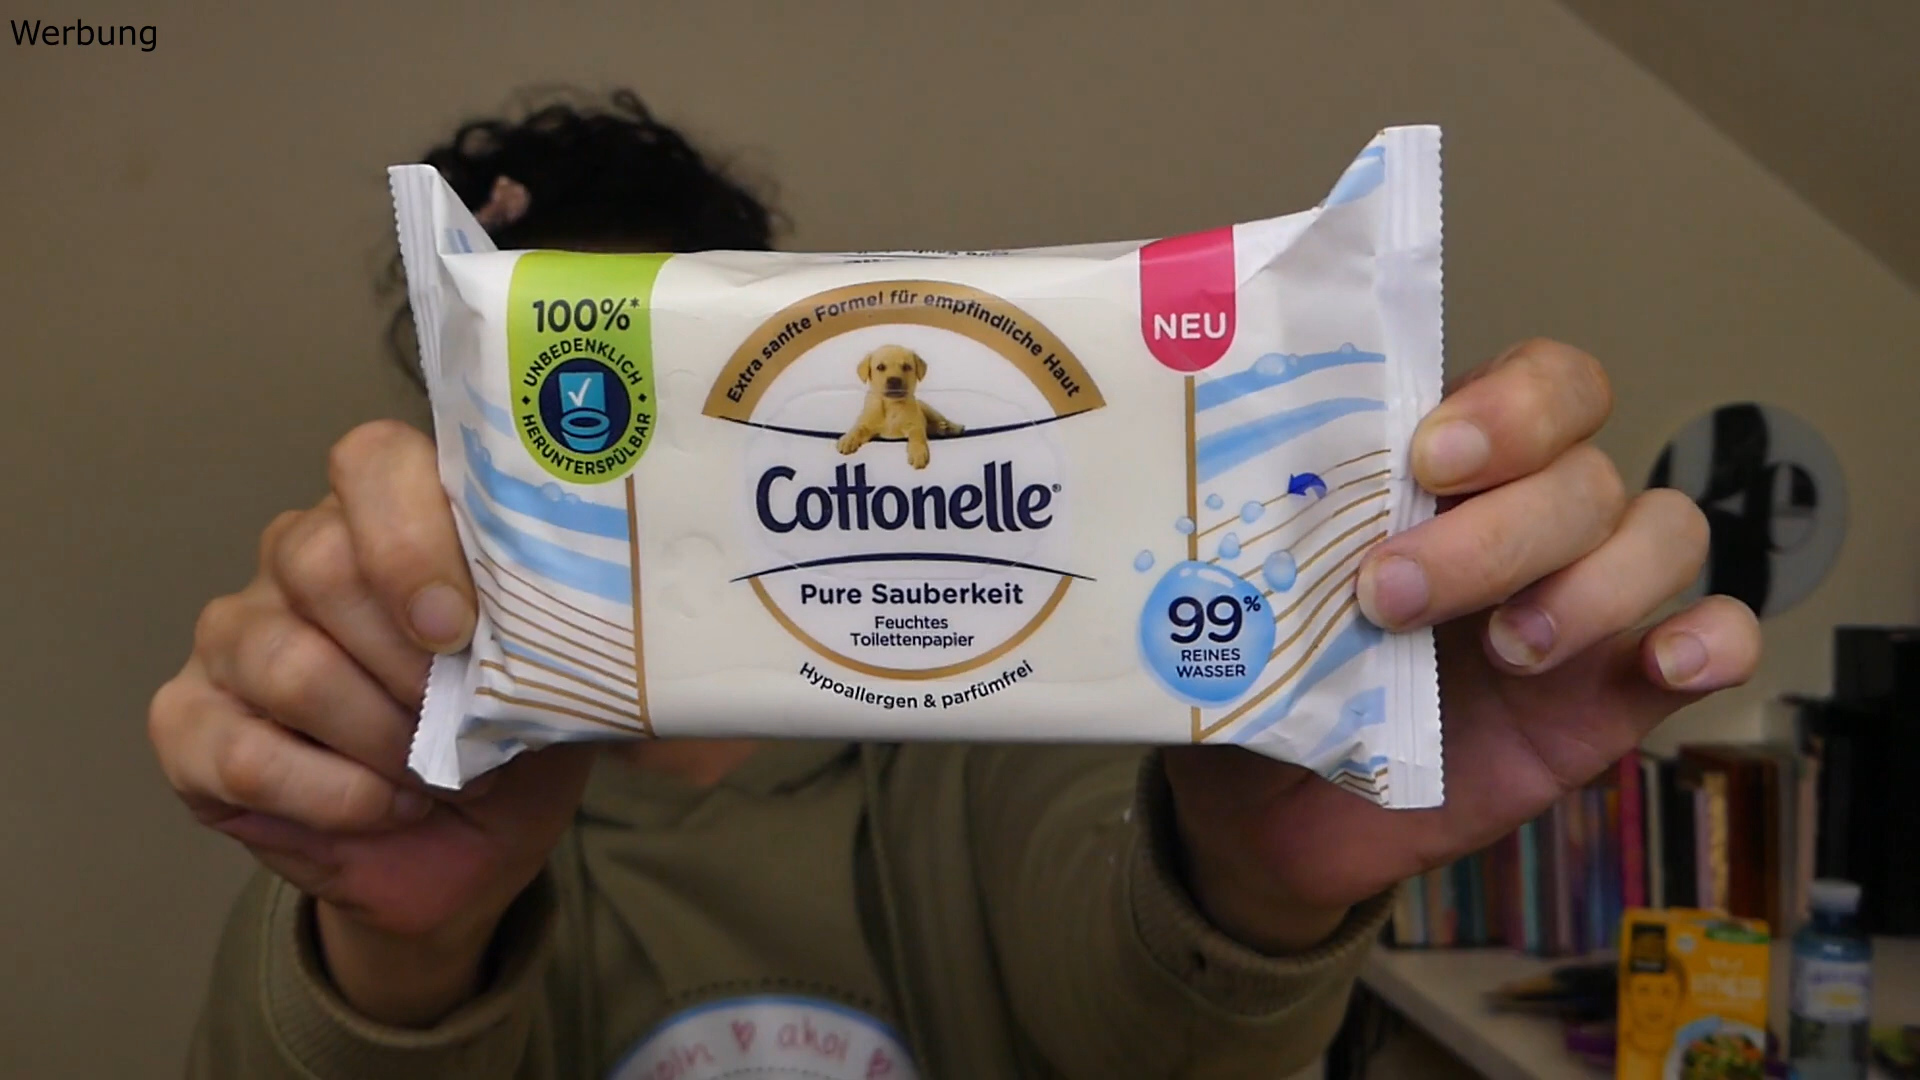 Werbung
100%*
UNBEDENKLICH
HERUNTERSPÜLBAR
Extra sanfte Formel für empfindliche Haut
NEU
Cottonelle®
Pure Sauberkeit
Feuchtes
Toilettenpapier
Hypoallergen & parfümfrei
99%
REINES
WASSER
ahoi